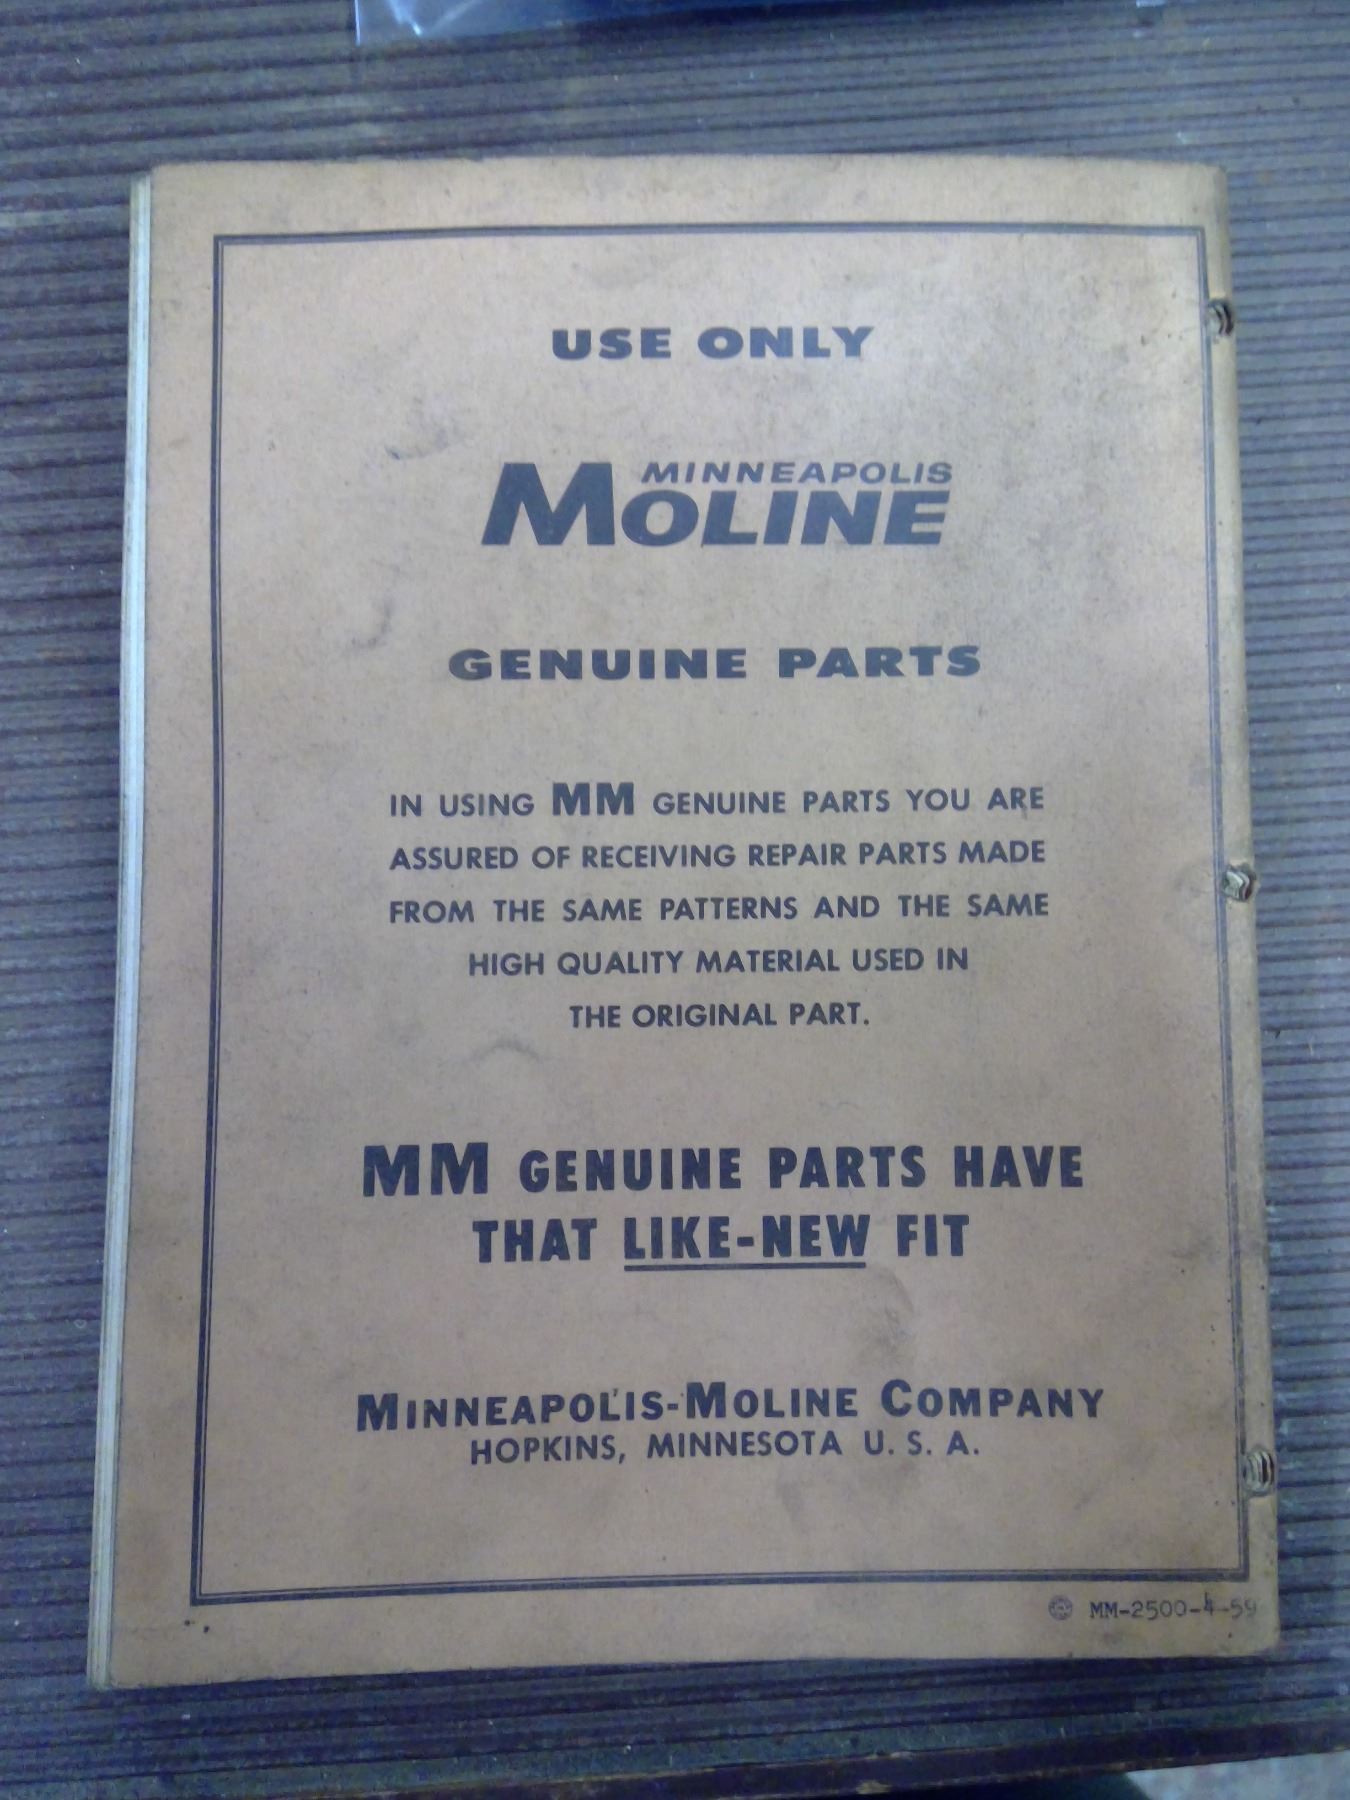 USE ONLY
MINNEAPOLIS
MOLINE
GENUINE PARTS
IN USING MM GENUINE PARTS YOU ARE
ASSURED OF RECEIVING REPAIR PARTS MADE
FROM THE SAME PATTERNS AND THE SAME
HIGH QUALITY MATERIAL USED IN
THE ORIGINAL PART.
MM GENUINE PARTS HAVE
THAT LIKE-NEW FIT
MINNEAPOLIS-MOLINE COMPANY
HOPKINS, MINNESOTA U. S. A.
MM-2500-4-59